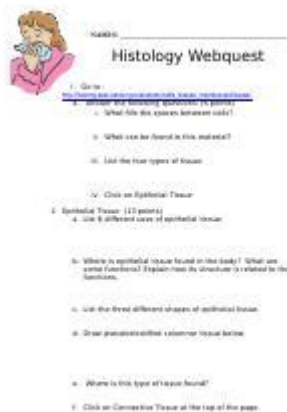 NAME: ____________________
Histology Webquest
1. Go to:
a. Answer the following questions (5 points)
i. What fills the spaces between cells?
ii. What can be found in this material?
iii. List the four types of tissue
iv. Click on Epithelial Tissue
2. Epithelial Tissue (13 points)
a. List 6 different uses of epithelial tissue.
b. Where is epithelial tissue found in the body? What are
some functions? Explain how its structure is related to the
functions.
c. List the three different shapes of epithelial tissue.
d. Draw pseudostratified columnar tissue below.
e. Where is this type of tissue found?
f. Click on Connective Tissue at the top of the page.